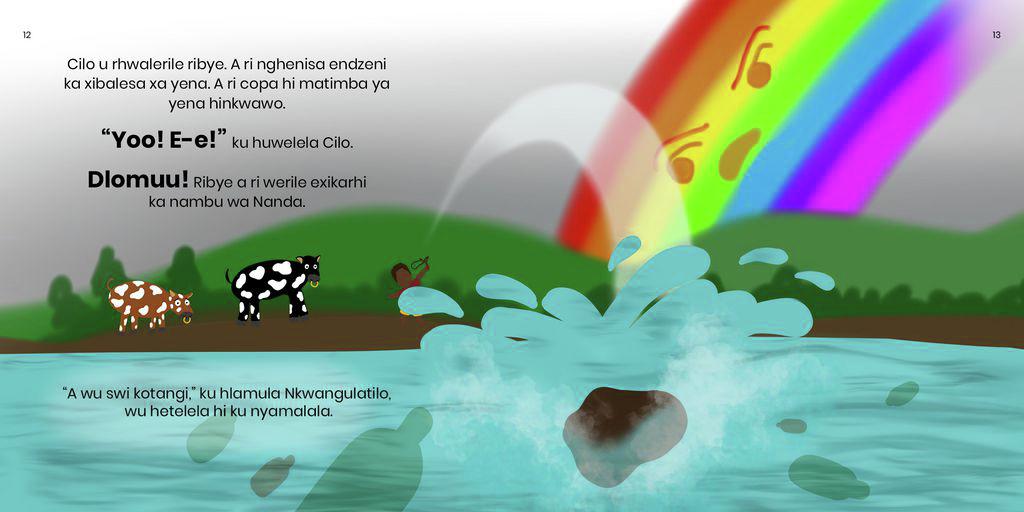 12
Cilo u rhwalerile ribye. A ri nghenisa endzeni
ka xibalesa xa yena. A ri copa hi matimba ya
yena hinkwawo.
“Yoo! E-e!” ku huwelela Cilo.
Dlomuu! Ribye a ri werile exikarhi
ka nambu wa Nanda.
“A wu swi kotangi,” ku hlamula Nkwangulatilo,
wu hetelela hi ku nyamalala.
13